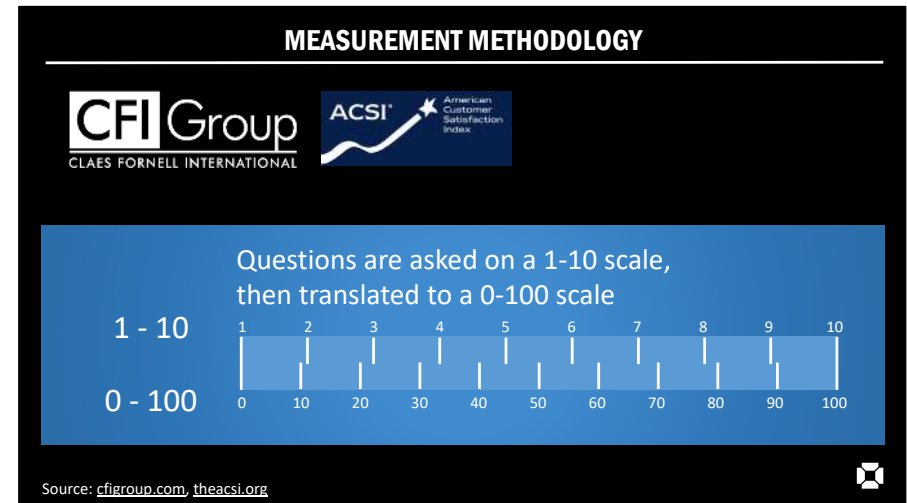 MEASUREMENT METHODOLOGY
CFI Group
CLAES FORNELL INTERNATIONAL
ACSI®
American
Customer
Satisfaction
Index
Questions are asked on a 1-10 scale,
then translated to a 0-100 scale
1 - 10
1 2 3 4 5 6 7 8 9 10
0 - 100
0 10 20 30 40 50 60 70 80 90 100
Source: cfigroup.com, theacsi.org